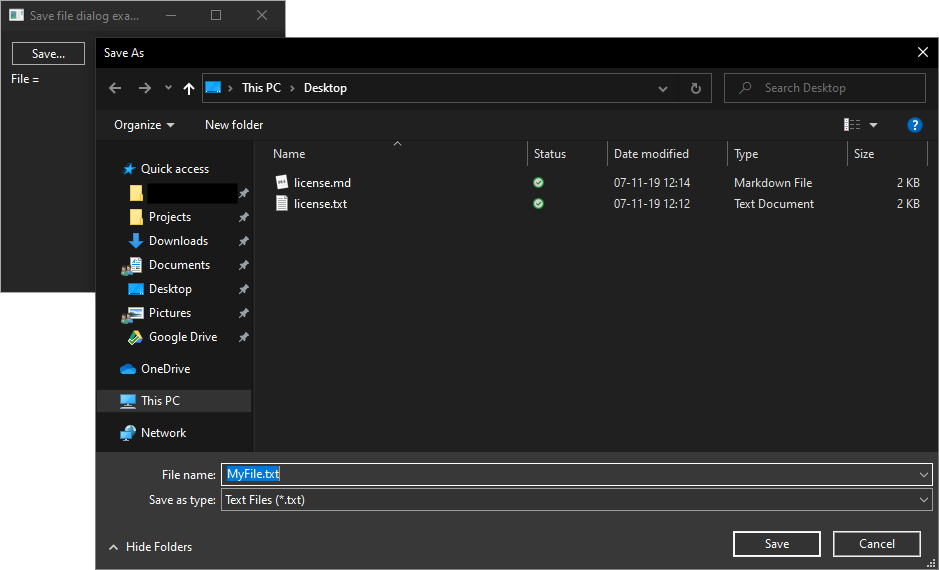 Save file dialog exa...
Save...
File =
Save As
This PC > Desktop
Search Desktop
Organize
New folder
?
Name Status Date modified Type Size
license.md 07-11-19 12:14 Markdown File 2 KB
license.txt 07-11-19 12:12 Text Document 2 KB
Quick access
Projects
Downloads
Documents
Desktop
Pictures
Google Drive
OneDrive
This PC
Network
File name: MyFile.txt
Save as type: Text Files (*.txt)
Hide Folders
Save
Cancel